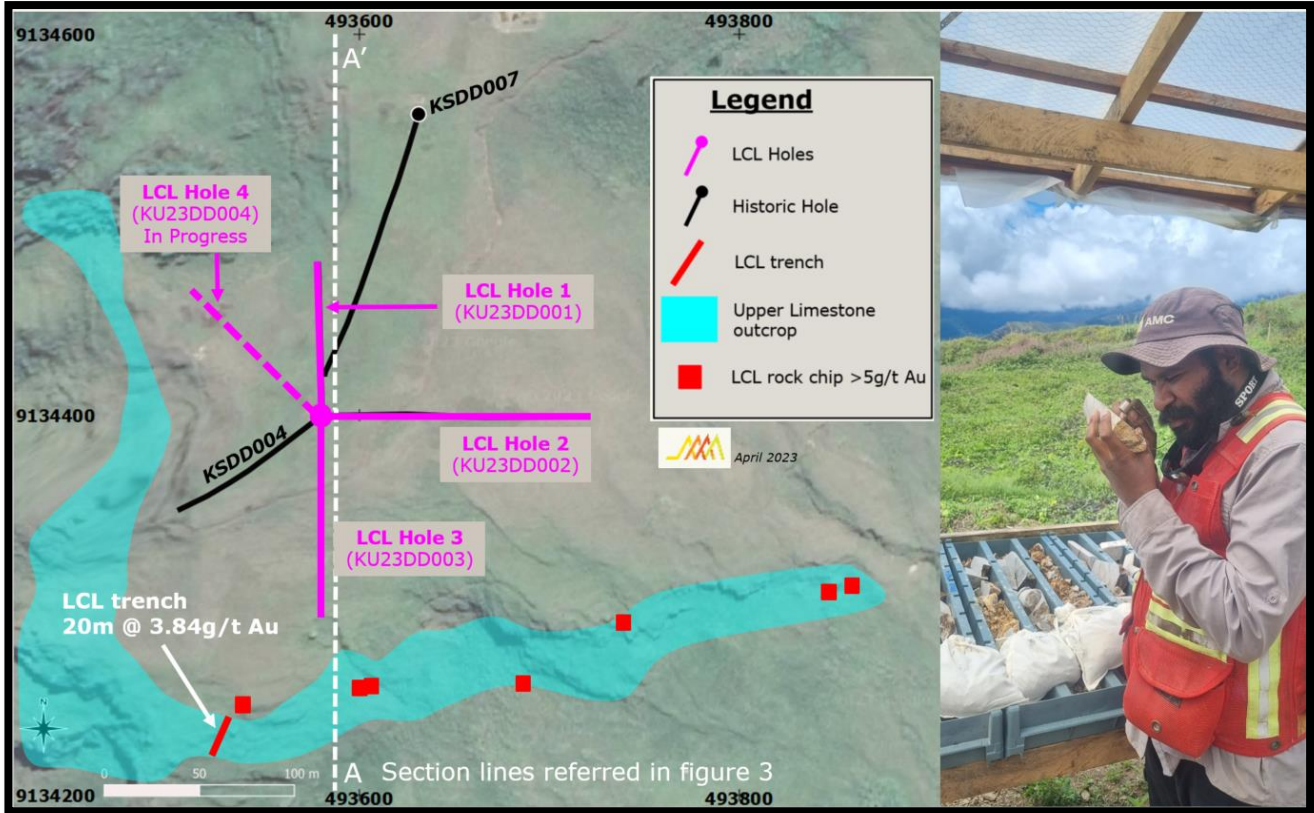 493600
493800
9134600
A'
KSDD007
LCL Hole 4
(KU23DD004)
In Progress
LCL Hole 1
(KU23DD001)
Legend
LCL Holes
Historic Hole
LCL trench
Upper Limestone
outcrop
LCL rock chip >5g/t Au
April 2023
9134400
KSDD004
LCL Hole 2
(KU23DD002)
LCL Hole 3
(KU23DD003)
LCL trench
20m @ 3.84g/t Au
N
0 50 100 m
A Section lines referred in figure 3
9134200
493600
493800
AMC
SPORT